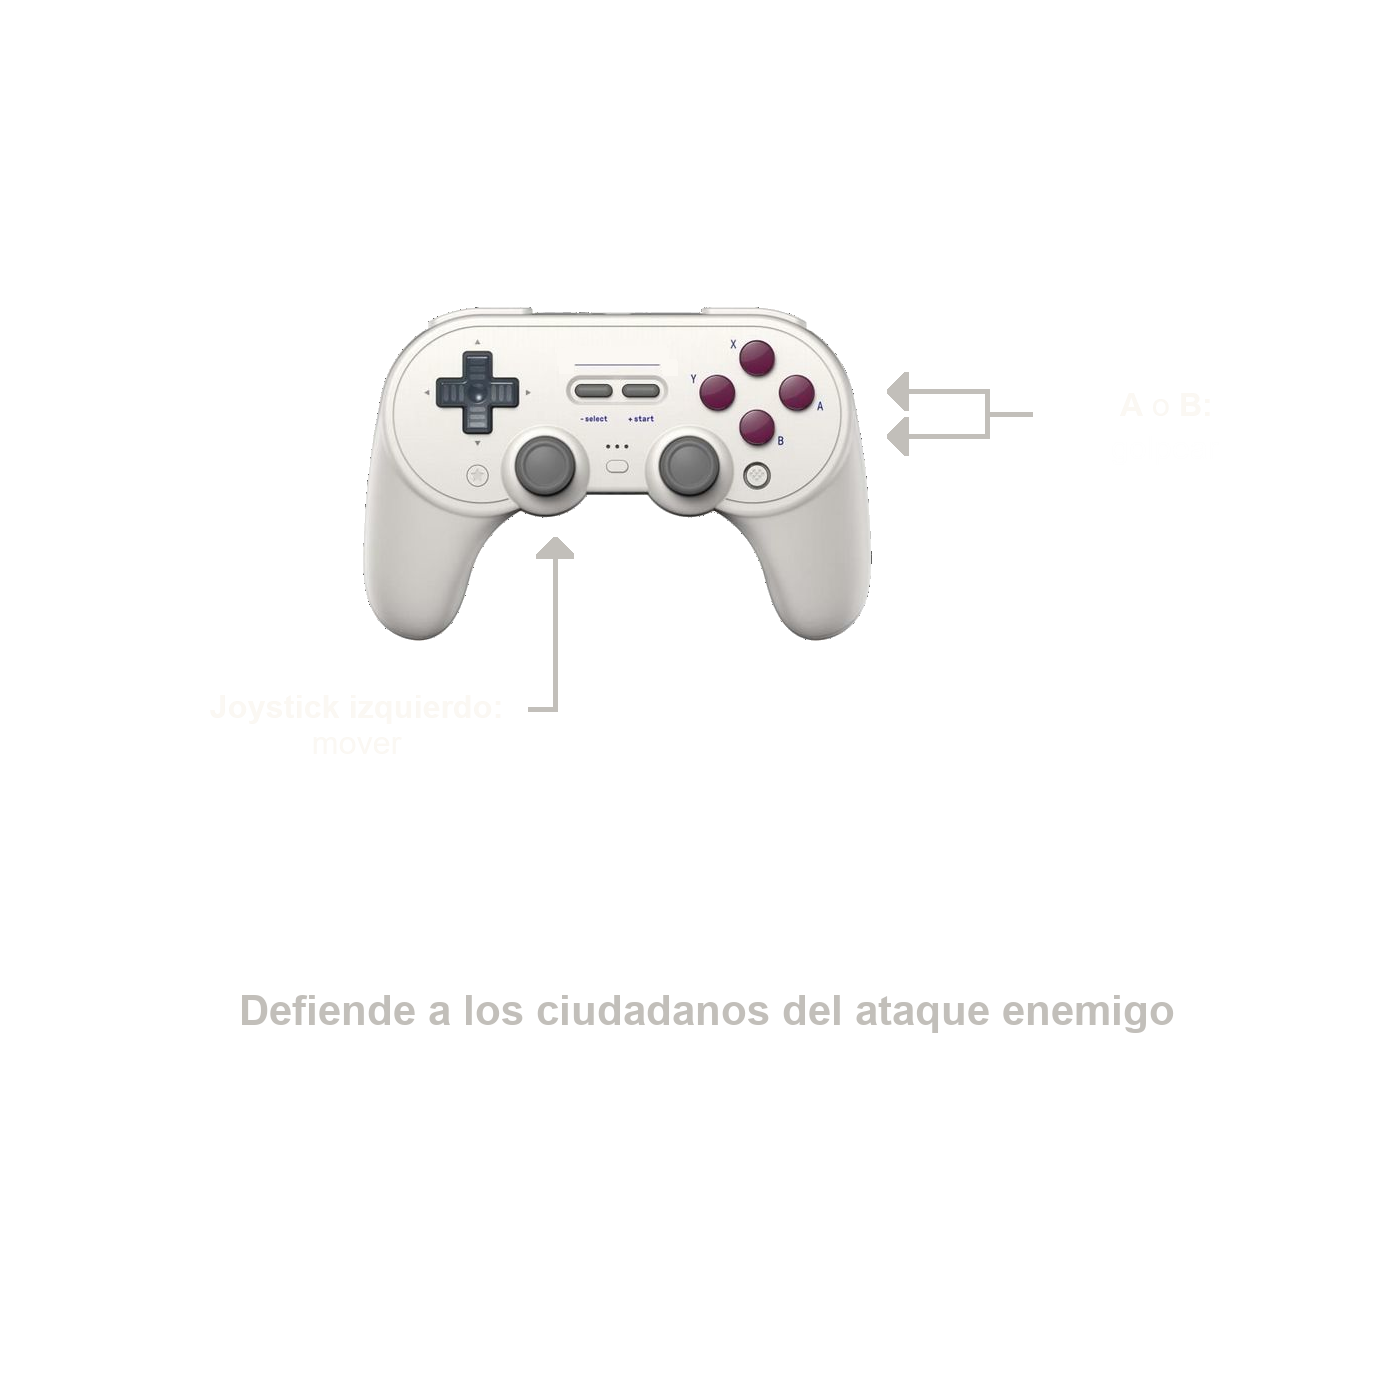 X
Y
A
B
- select
+ start
A o B:
Joystick izquierdo:
mover
Defiende a los ciudadanos del ataque enemigo